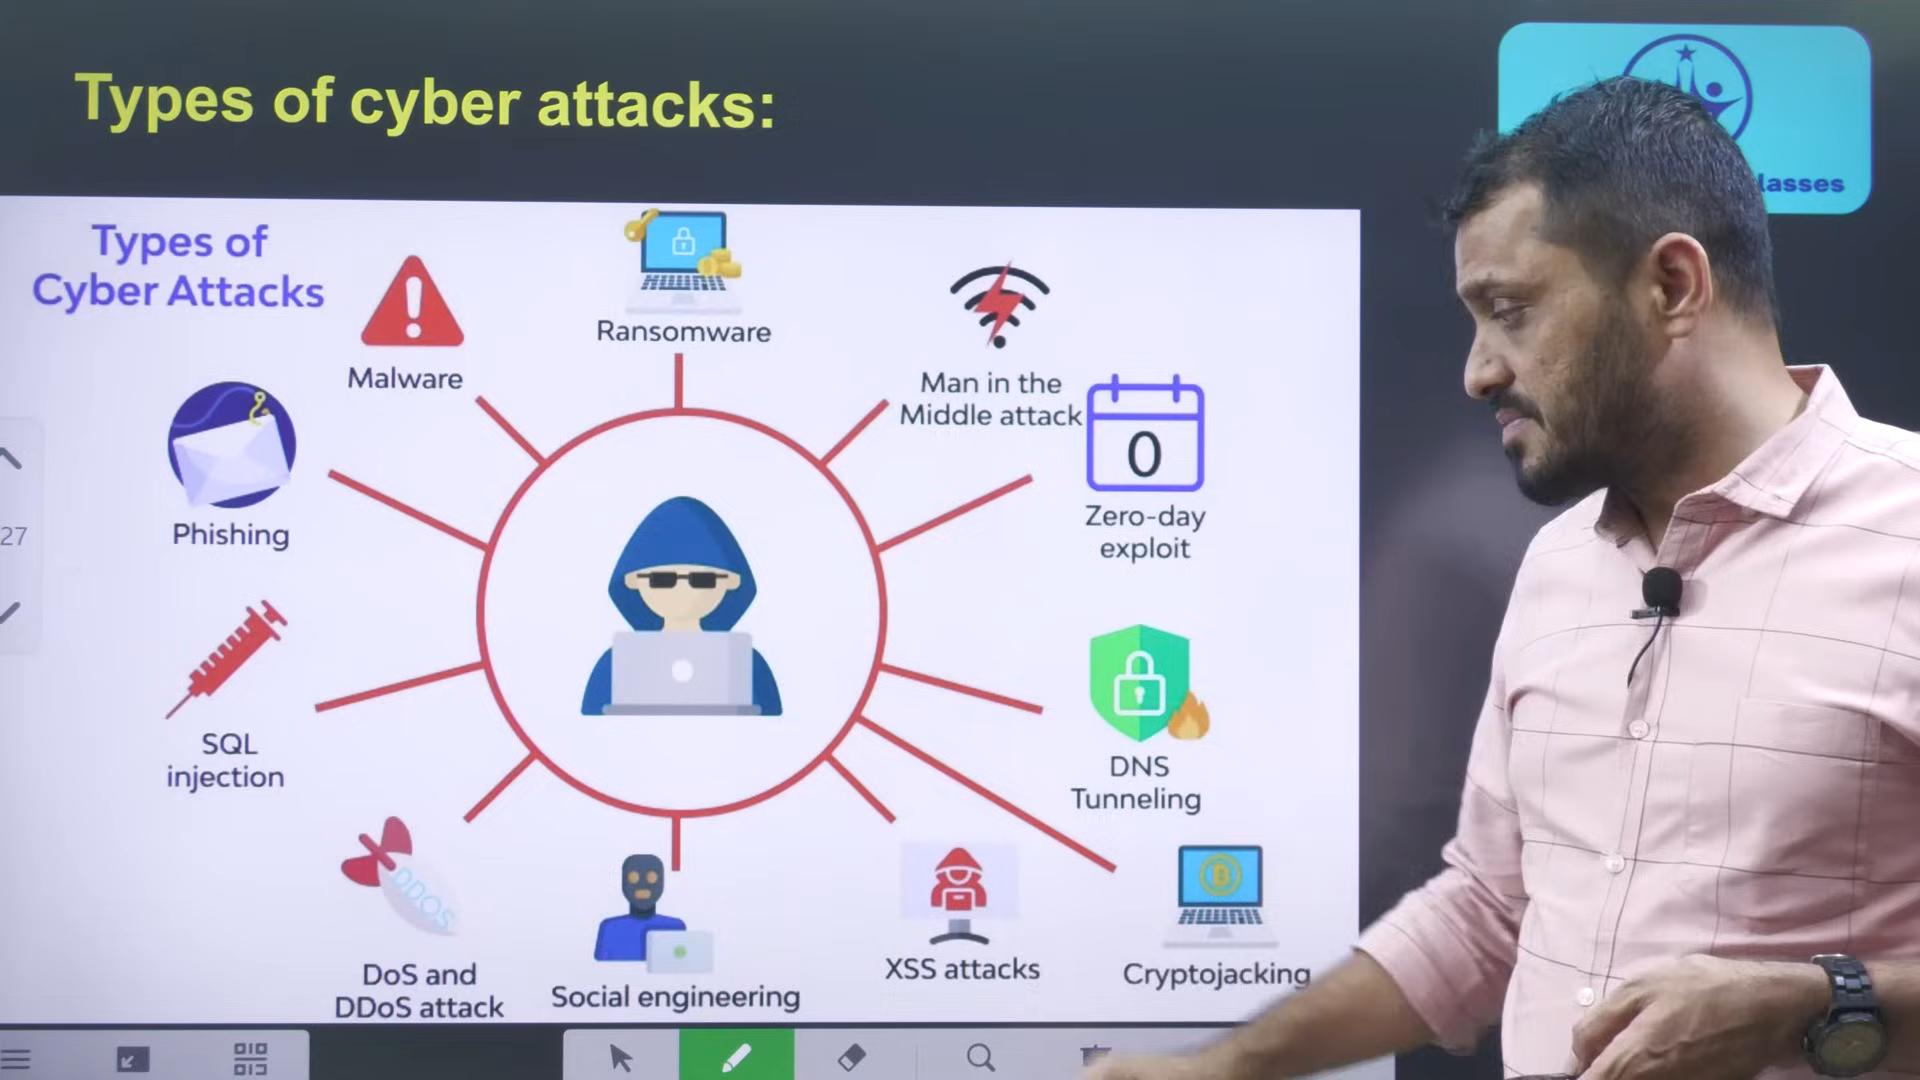 Types of cyber attacks:
lasses
Types of
Cyber Attacks
Ransomware
Malware
Man in the
Middle attack
0
Zero-day
exploit
Phishing
27
SQL
injection
DNS
Tunneling
DDOS
DoS and
DDoS attack
Social engineering
XSS attacks
Cryptojacking